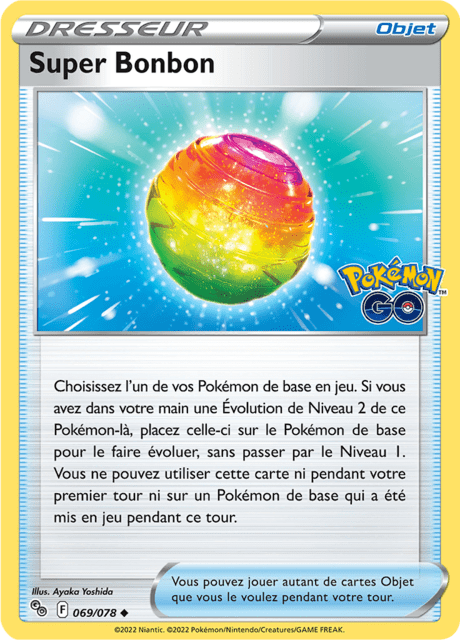 DRESSEUR
Objet
Super Bonbon
Pokémon™
GO
Choisissez l'un de vos Pokémon de base en jeu. Si vous
avez dans votre main une Évolution de Niveau 2 de ce
Pokémon-là, placez celle-ci sur le Pokémon de base
pour le faire évoluer, sans passer par le Niveau 1.
Vous ne pouvez utiliser cette carte ni pendant votre
premier tour ni sur un Pokémon de base qui a été
mis en jeu pendant ce tour.
Illus. Ayaka Yoshida
F 069/078
Vous pouvez jouer autant de cartes Objet
que vous le voulez pendant votre tour.
©2022 Niantic. ©2022 Pokémon/Nintendo/Creatures/GAME FREAK.